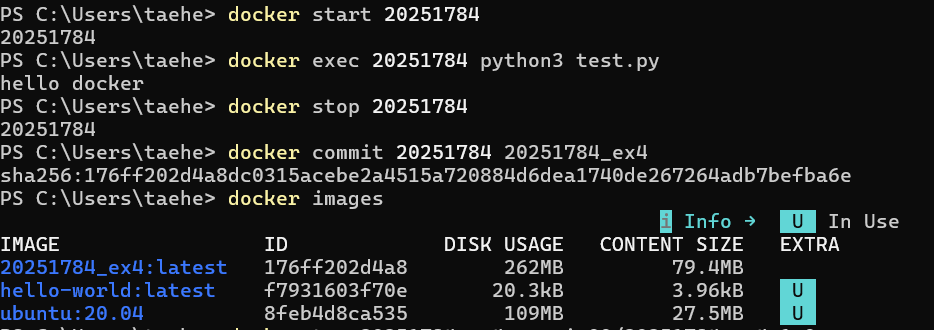 PS C:\Users\taehe> docker start 20251784
20251784
PS C:\Users\taehe> docker exec 20251784 python3 test.py
hello docker
PS C:\Users\taehe> docker stop 20251784
20251784
PS C:\Users\taehe> docker commit 20251784 20251784_ex4
sha256:176ff202d4a8dc0315acebe2a4515a720884d6dea1740de267264adb7befba6e
PS C:\Users\taehe> docker images
i Info → U In Use
IMAGE ID DISK USAGE CONTENT SIZE EXTRA
20251784_ex4:latest 176ff202d4a8 262MB 79.4MB
hello-world:latest f7931603f70e 20.3kB 3.96kB U
ubuntu:20.04 8feb4d8ca535 109MB 27.5MB U